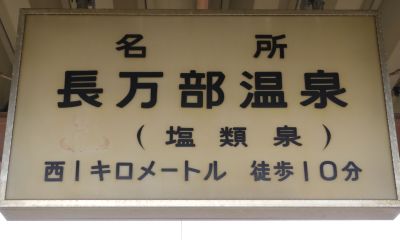 名所
長万部温泉
(塩類泉)
西1キロメートル 徒歩10分